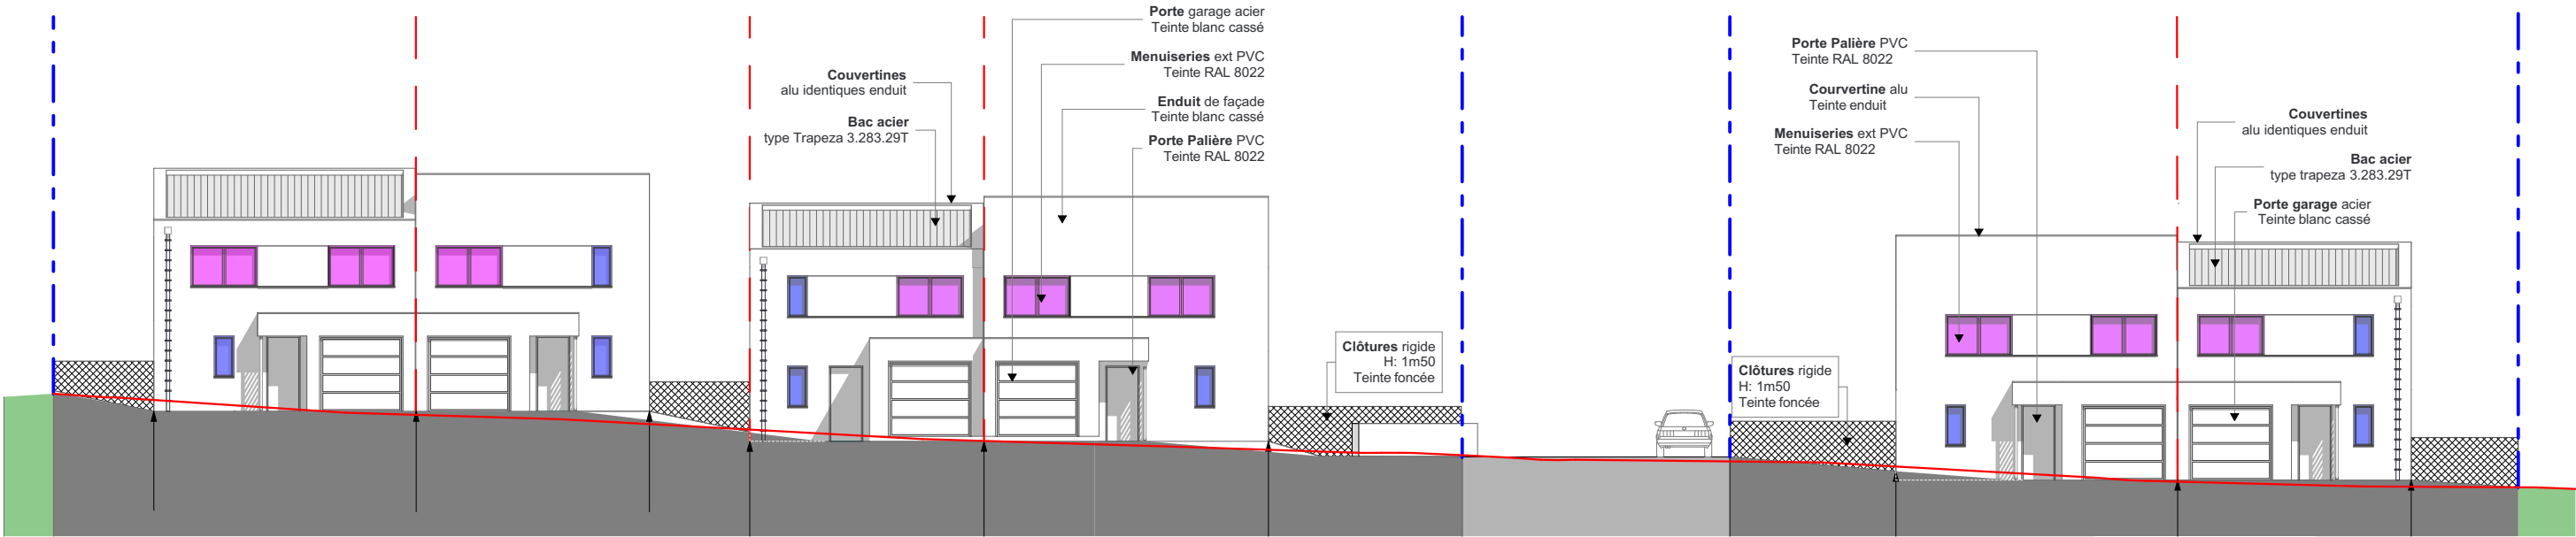 Porte garage acier
Teinte blanc cassé
Menuiseries ext PVC
Teinte RAL 8022
Couvertines
alu identiques enduit
Enduit de façade
Teinte blanc cassé
Bac acier
type Trapeza 3.283.29T
Porte Palière PVC
Teinte RAL 8022
Clôtures rigide
H: 1m50
Teinte foncée
Porte Palière PVC
Teinte RAL 8022
Courvertine alu
Teinte enduit
Menuiseries ext PVC
Teinte RAL 8022
Clôtures rigide
H: 1m50
Teinte foncée
Couvertines
alu identiques enduit
Bac acier
type trapeza 3.283.29T
Porte garage acier
Teinte blanc cassé